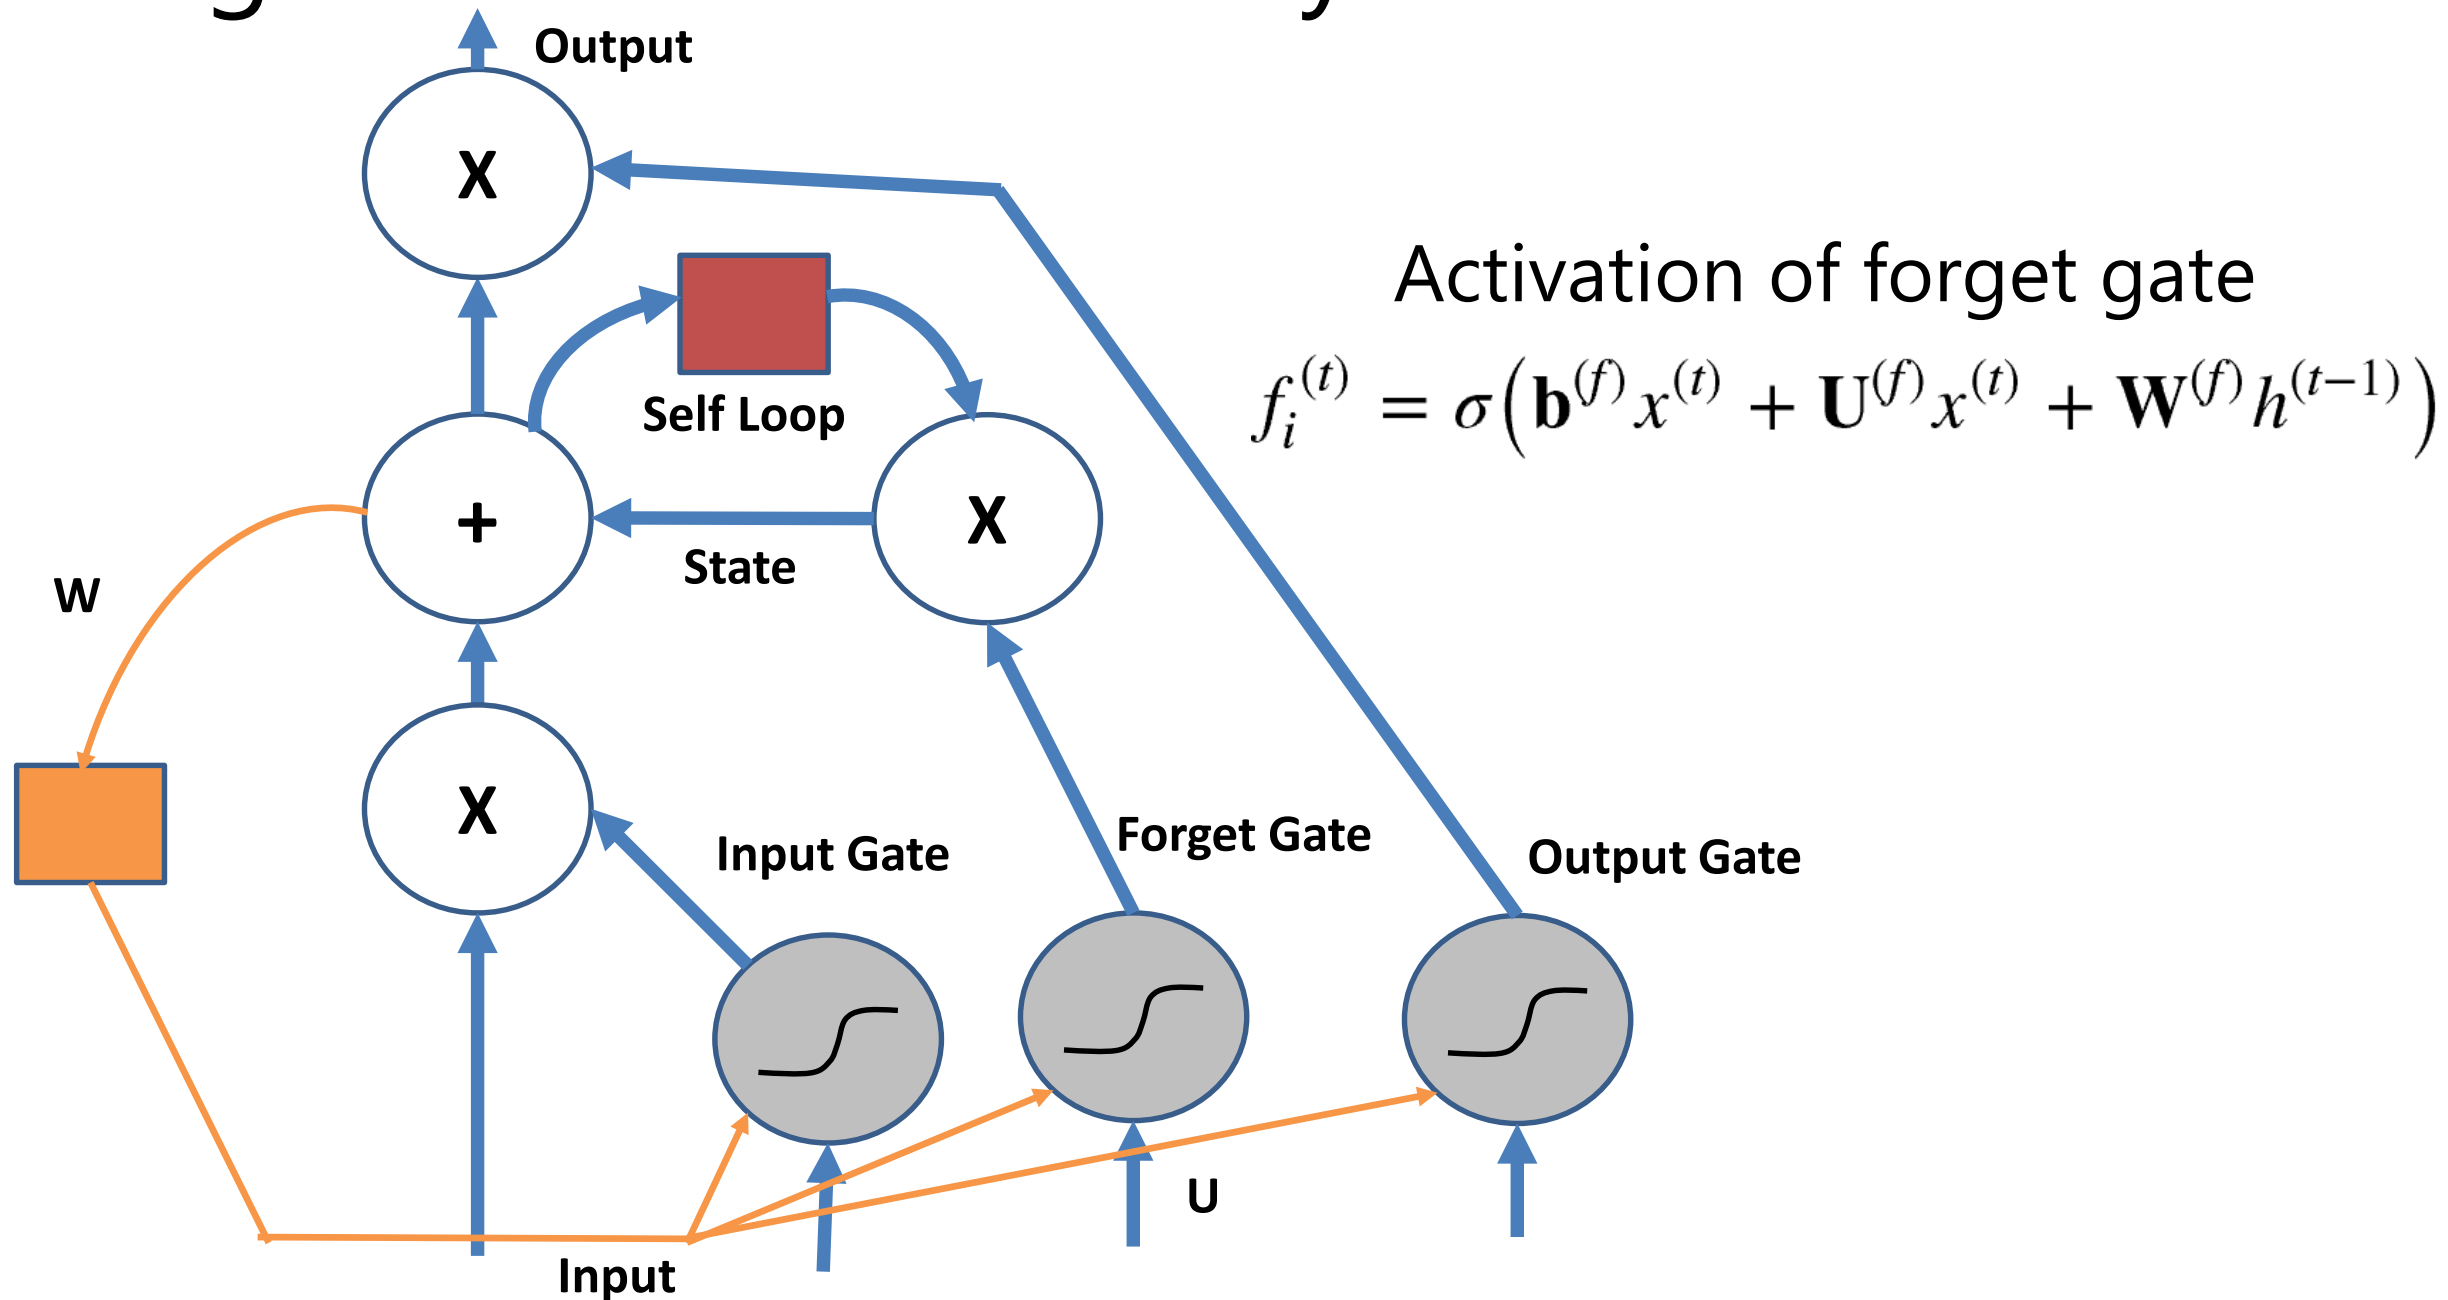 Output
X
Self Loop
Activation of forget gate
f_i^{(t)} = σ(b^{(f)}x^{(t)} + U^{(f)}x^{(t)} + W^{(f)}h^{(t−1)})
+
State
X
W
X
Input Gate
Forget Gate
Output Gate
U
Input